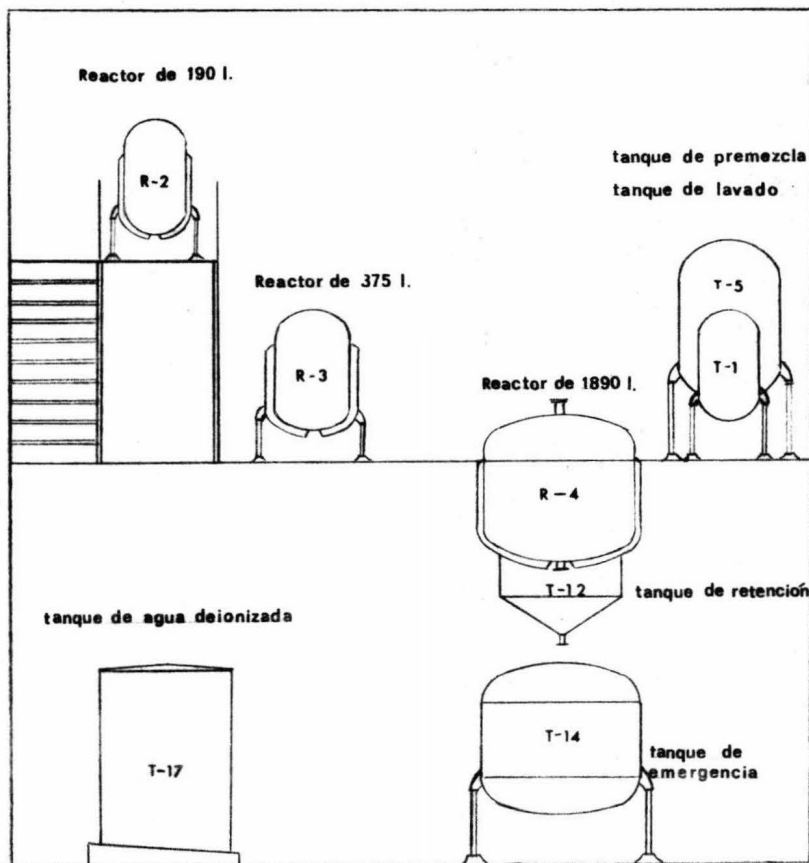 Reactor de 190 l.
R-2
tanque de premezcla
tanque de lavado
Reactor de 375 l.
T-5
R-3
T-1
Reactor de 1890 l.
R-4
T-12
tanque de retención
tanque de agua deionizada
T-14
T-17
tanque de
emergencia